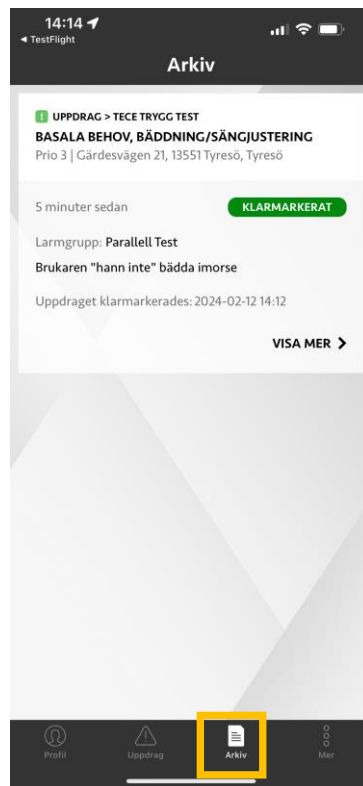 14:14
◀ TestFlight
Arkiv
UPPDRAG > TECE TRYGG TEST
BASALA BEHOV, BÄDDNING/SÄNGJUSTERING
Prio 3 | Gärdesvägen 21, 13551 Tyresö, Tyresö
5 minuter sedan KLARMARKERAT
Larmgrupp: Parallell Test
Brukaren "hann inte" bädda imorse
Uppdraget klarmarkerades: 2024-02-12 14:12
VISA MER
Profil Uppdrag Arkiv Mer